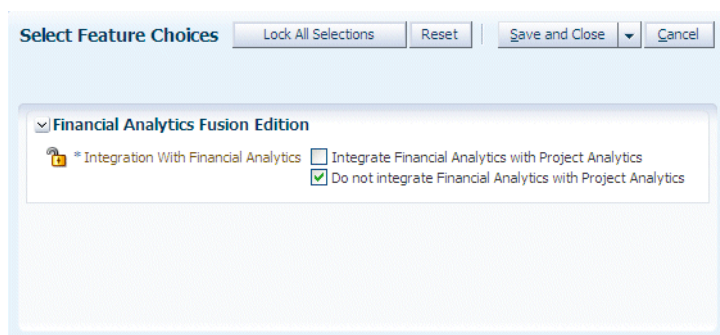 Select Feature Choices Lock All Selections Reset Save and Close Cancel
Financial Analytics Fusion Edition
* Integration With Financial Analytics Integrate Financial Analytics with Project Analytics
Do not integrate Financial Analytics with Project Analytics